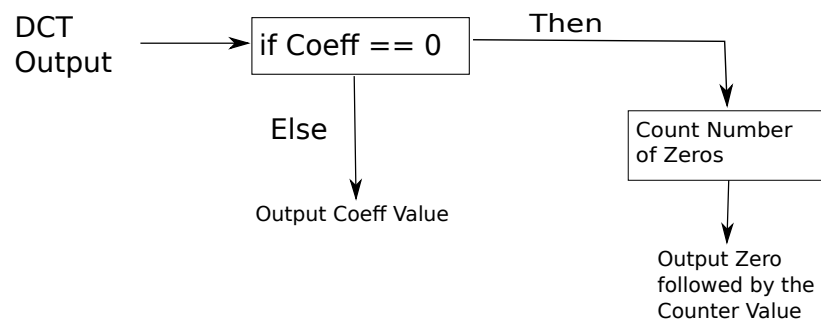 DCT
Output
if Coeff == 0
Then
Else
Count Number
of Zeros
Output Coeff Value
Output Zero
followed by the
Counter Value